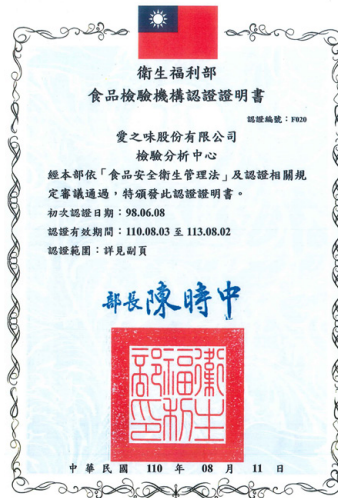 衛生福利部
食品檢驗機構認證證明書
認證編號：F020
愛之味股份有限公司
檢驗分析中心
經本部依「食品安全衛生管理法」及認證相關規
定審議通過，特頒發此認證證明書。
初次認證日期：98.06.08
認證有效期間：110.08.03 至 113.08.02
認證範圍：詳見副頁
部長陳時中
衛生福利部印
中華民國 110 年 08 月 11 日